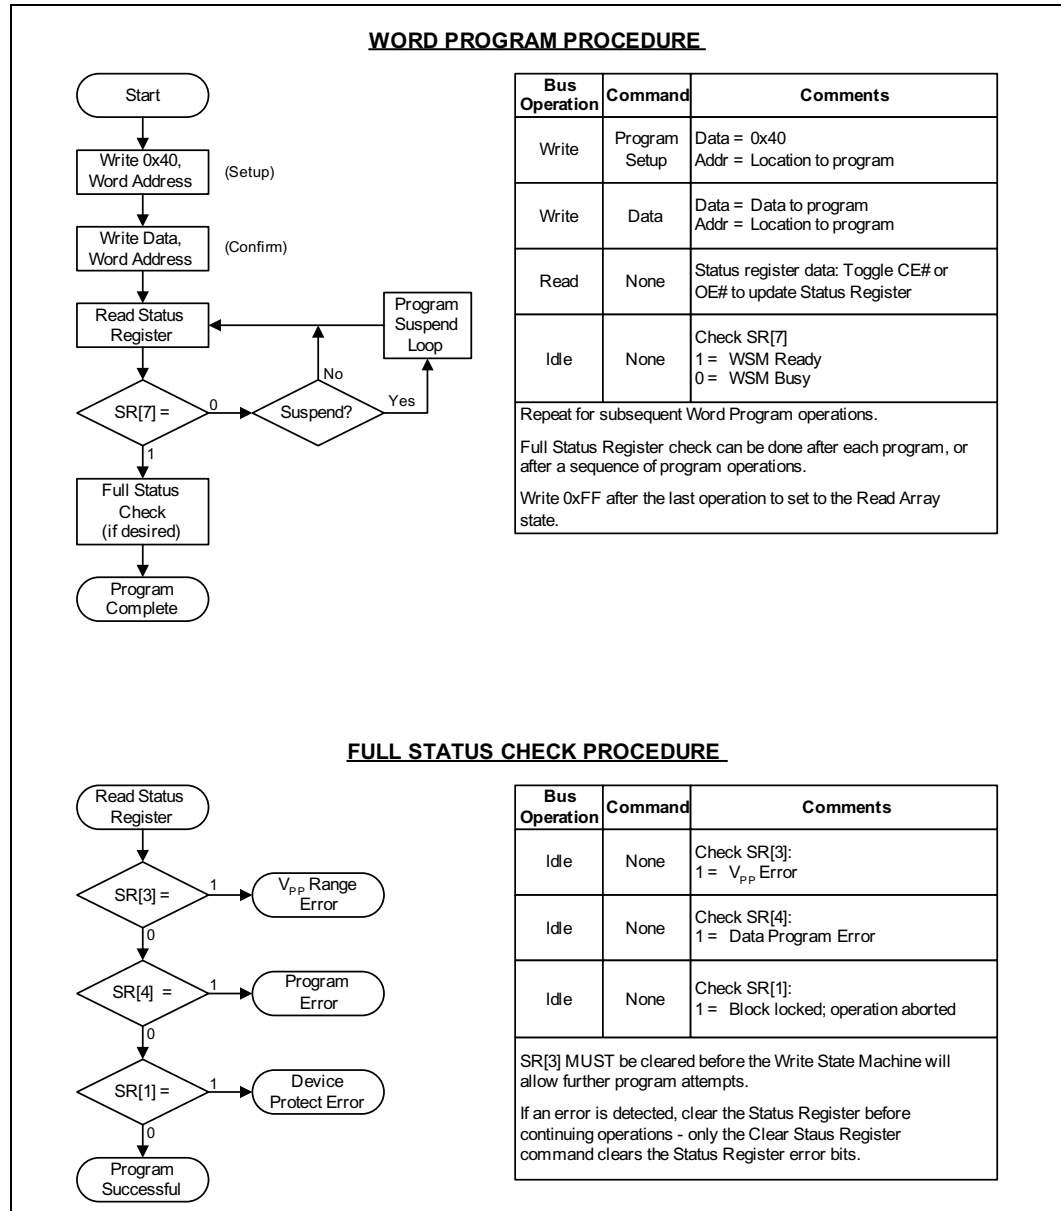 WORD PROGRAM PROCEDURE
Start
Write 0x40,
Word Address
(Setup)
Write Data,
Word Address
(Confirm)
Read Status
Register
Program
Suspend
Loop
No
SR[7] =
0
Suspend?
Yes
1
Full Status
Check
(if desired)
Program
Complete
Bus
Operation
Command
Comments
Write
Program
Setup
Data = 0x40
Addr = Location to program
Write
Data
Data = Data to program
Addr = Location to program
Read
None
Status register data: Toggle CE# or
OE# to update Status Register
Idle
None
Check SR[7]
1 = WSM Ready
0 = WSM Busy
Repeat for subsequent Word Program operations.
Full Status Register check can be done after each program, or
after a sequence of program operations.
Write 0xFF after the last operation to set to the Read Array
state.
FULL STATUS CHECK PROCEDURE
Read Status
Register
SR[3] =
1
VPP Range
Error
0
SR[4] =
1
Program
Error
0
SR[1] =
1
Device
Protect Error
0
Program
Successful
Bus
Operation
Command
Comments
Idle
None
Check SR[3]:
1 = VPP Error
Idle
None
Check SR[4]:
1 = Data Program Error
Idle
None
Check SR[1]:
1 = Block locked; operation aborted
SR[3] MUST be cleared before the Write State Machine will
allow further program attempts.
If an error is detected, clear the Status Register before
continuing operations - only the Clear Staus Register
command clears the Status Register error bits.